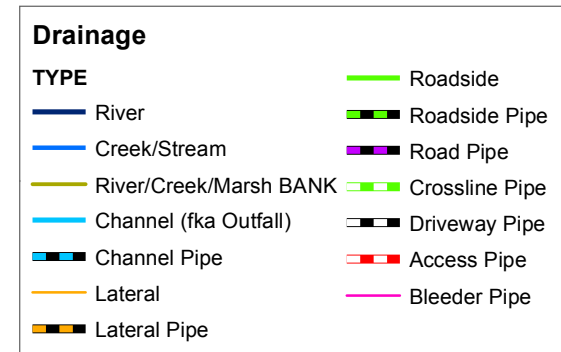 Drainage
TYPE
River
Creek/Stream
River/Creek/Marsh BANK
Channel (fka Outfall)
Channel Pipe
Lateral
Lateral Pipe
Roadside
Roadside Pipe
Road Pipe
Crossline Pipe
Driveway Pipe
Access Pipe
Bleeder Pipe